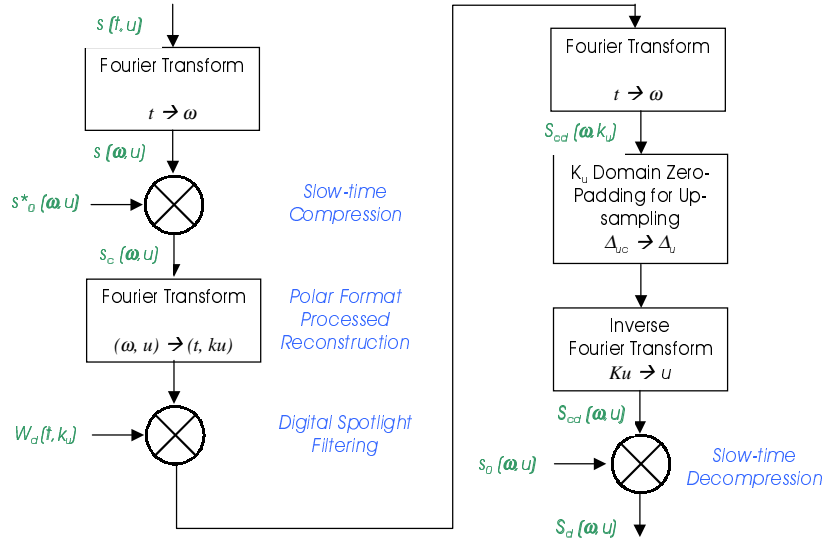 s (t, u)
Fourier Transform
t → ω
s (ω, u)
s*0 (ω, u)
Slow-time
Compression
sc (ω, u)
Fourier Transform
(ω, u) → (t, ku)
Polar Format
Processed
Reconstruction
Wd (t, ku)
Digital Spotlight
Filtering
Fourier Transform
t → ω
Scd (ω, ku)
Ku Domain Zero-
Padding for Up-
sampling
Δuc → Δu
Inverse
Fourier Transform
Ku → u
Scd (ω, u)
s0 (ω, u)
Slow-time
Decompression
Sd (ω, u)